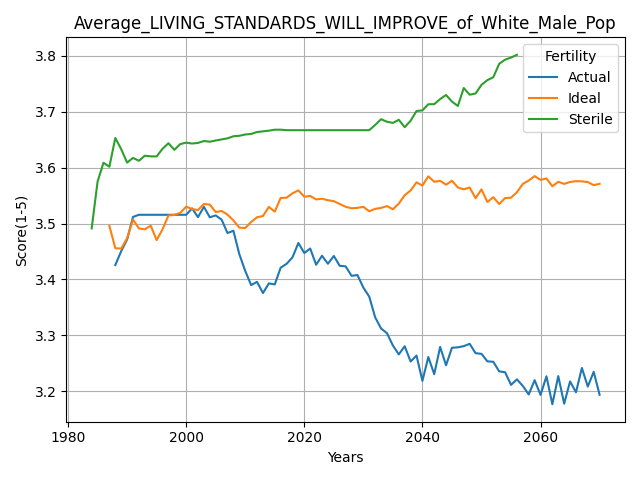 Average_LIVING_STANDARDS_WILL_IMPROVE_of_White_Male_Pop
Score(1-5)
3.8
3.7
3.6
3.5
3.4
3.3
3.2
Fertility
Actual
Ideal
Sterile
1980 2000 2020 2040 2060
Years